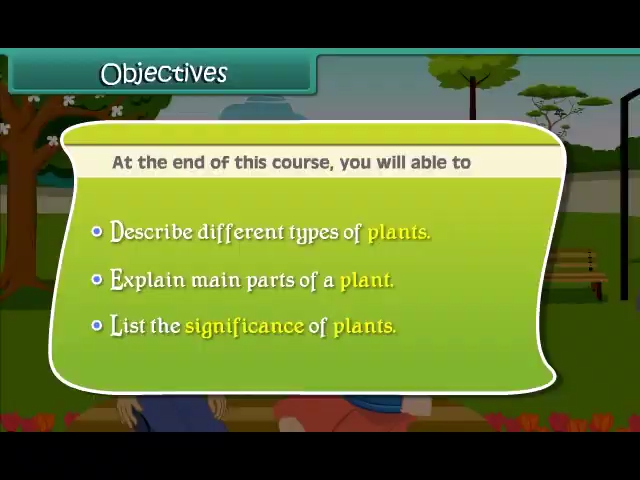 Objectives
At the end of this course, you will able to
Describe different types of plants.
Explain main parts of a plant.
List the significance of plants.